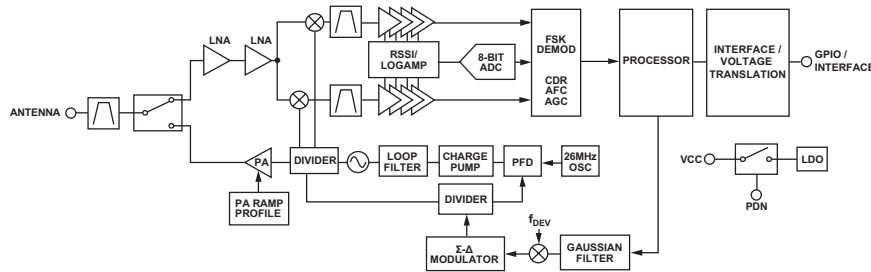 LNA
LNA
RSSI/
LOGAMP
8-BIT
ADC
FSK
DEMOD
CDR
AFC
AGC
PROCESSOR
INTERFACE /
VOLTAGE
TRANSLATION
GPIO /
INTERFACE
ANTENNA
PA
DIVIDER
LOOP
FILTER
CHARGE
PUMP
PFD
26MHz
OSC
VCC
LDO
PDN
PA RAMP
PROFILE
DIVIDER
fDEV
Σ-Δ
MODULATOR
GAUSSIAN
FILTER